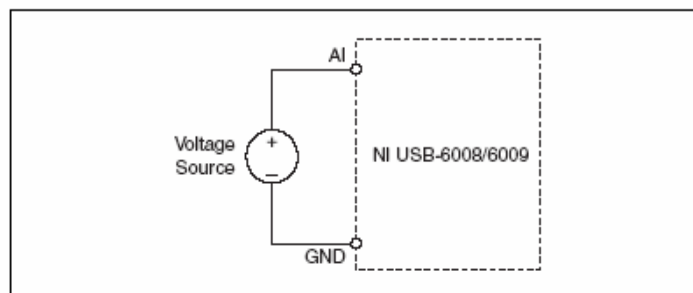 AI
Voltage
Source
+
−
NI USB-6008/6009
GND